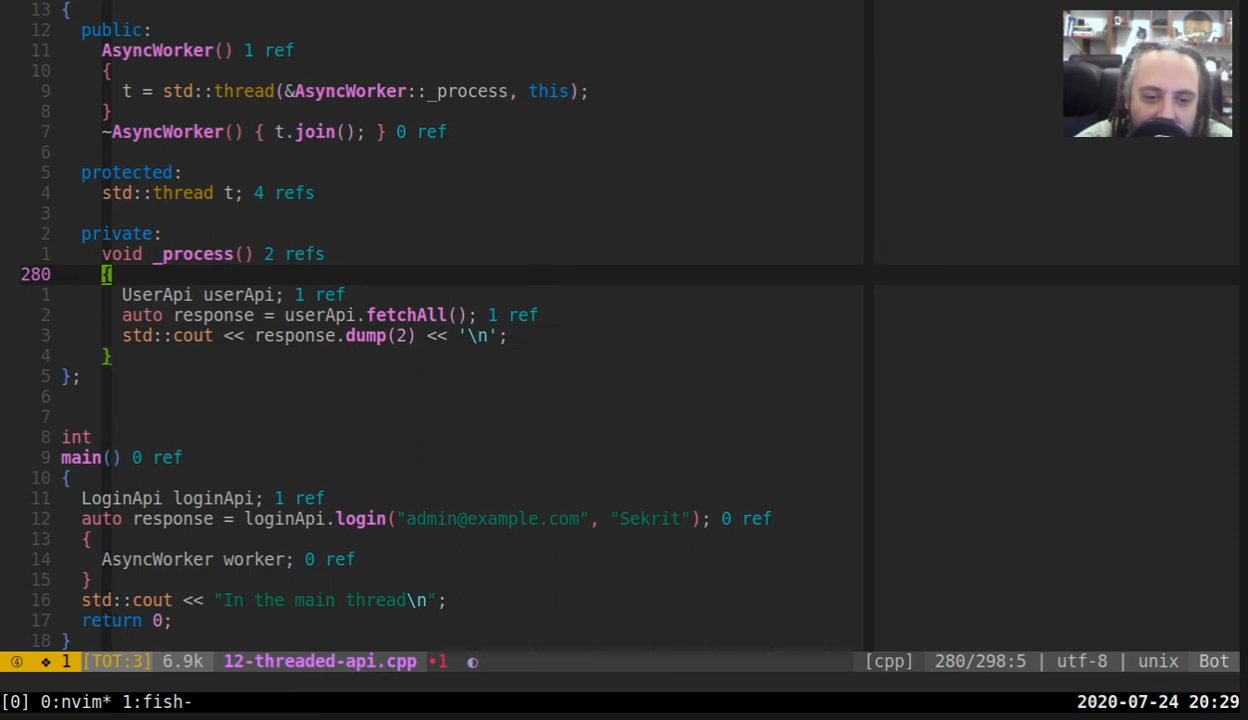 13 {
12 public:
11 AsyncWorker() 1 ref
10 {
9 t = std::thread(&AsyncWorker::_process, this);
8 }
7 ~AsyncWorker() { t.join(); } 0 ref
6
5 protected:
4 std::thread t; 4 refs
3
2 private:
1 void _process() 2 refs
280 {
1 UserApi userApi; 1 ref
2 auto response = userApi.fetchAll(); 1 ref
3 std::cout << response.dump(2) << '\n';
4 }
5 };
6
7
8 int
9 main() 0 ref
10 {
11 LoginApi loginApi; 1 ref
12 auto response = loginApi.login("admin@example.com", "Sekrit"); 0 ref
13 {
14 AsyncWorker worker; 0 ref
15 }
16 std::cout << "In the main thread\n";
17 return 0;
18 }
④ ❖ 1 [TOT:3] 6.9k 12-threaded-api.cpp •1 ◐ [cpp] 280/298:5 | utf-8 | unix Bot
[0] 0:nvim* 1:fish- 2020-07-24 20:29